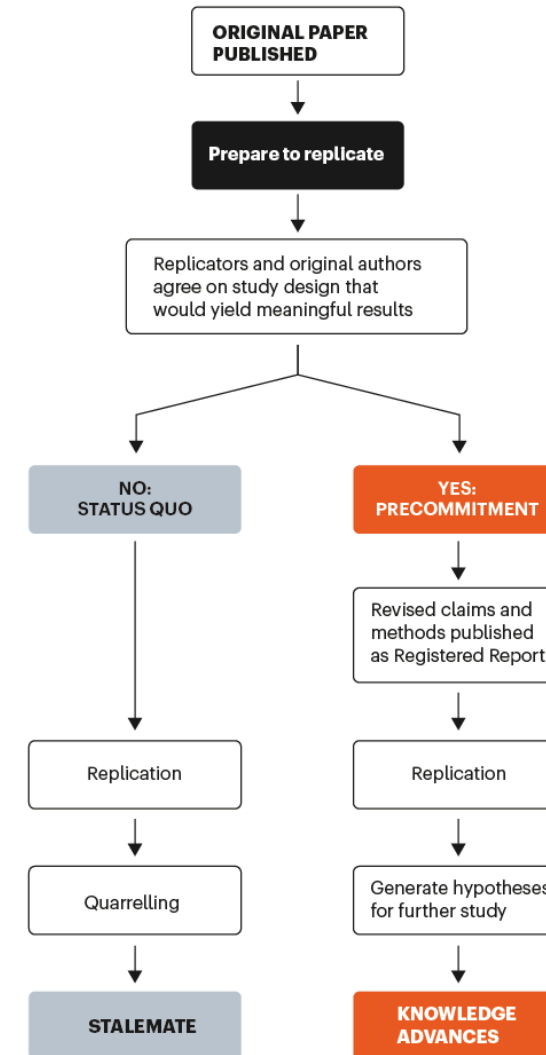 ORIGINAL PAPER
PUBLISHED
Prepare to replicate
Replicators and original authors
agree on study design that
would yield meaningful results
NO:
STATUS QUO
YES:
PRECOMMITMENT
Revised claims and
methods published
as Registered Report
Replication
Replication
Quarrelling
Generate hypotheses
for further study
STALEMATE
KNOWLEDGE
ADVANCES